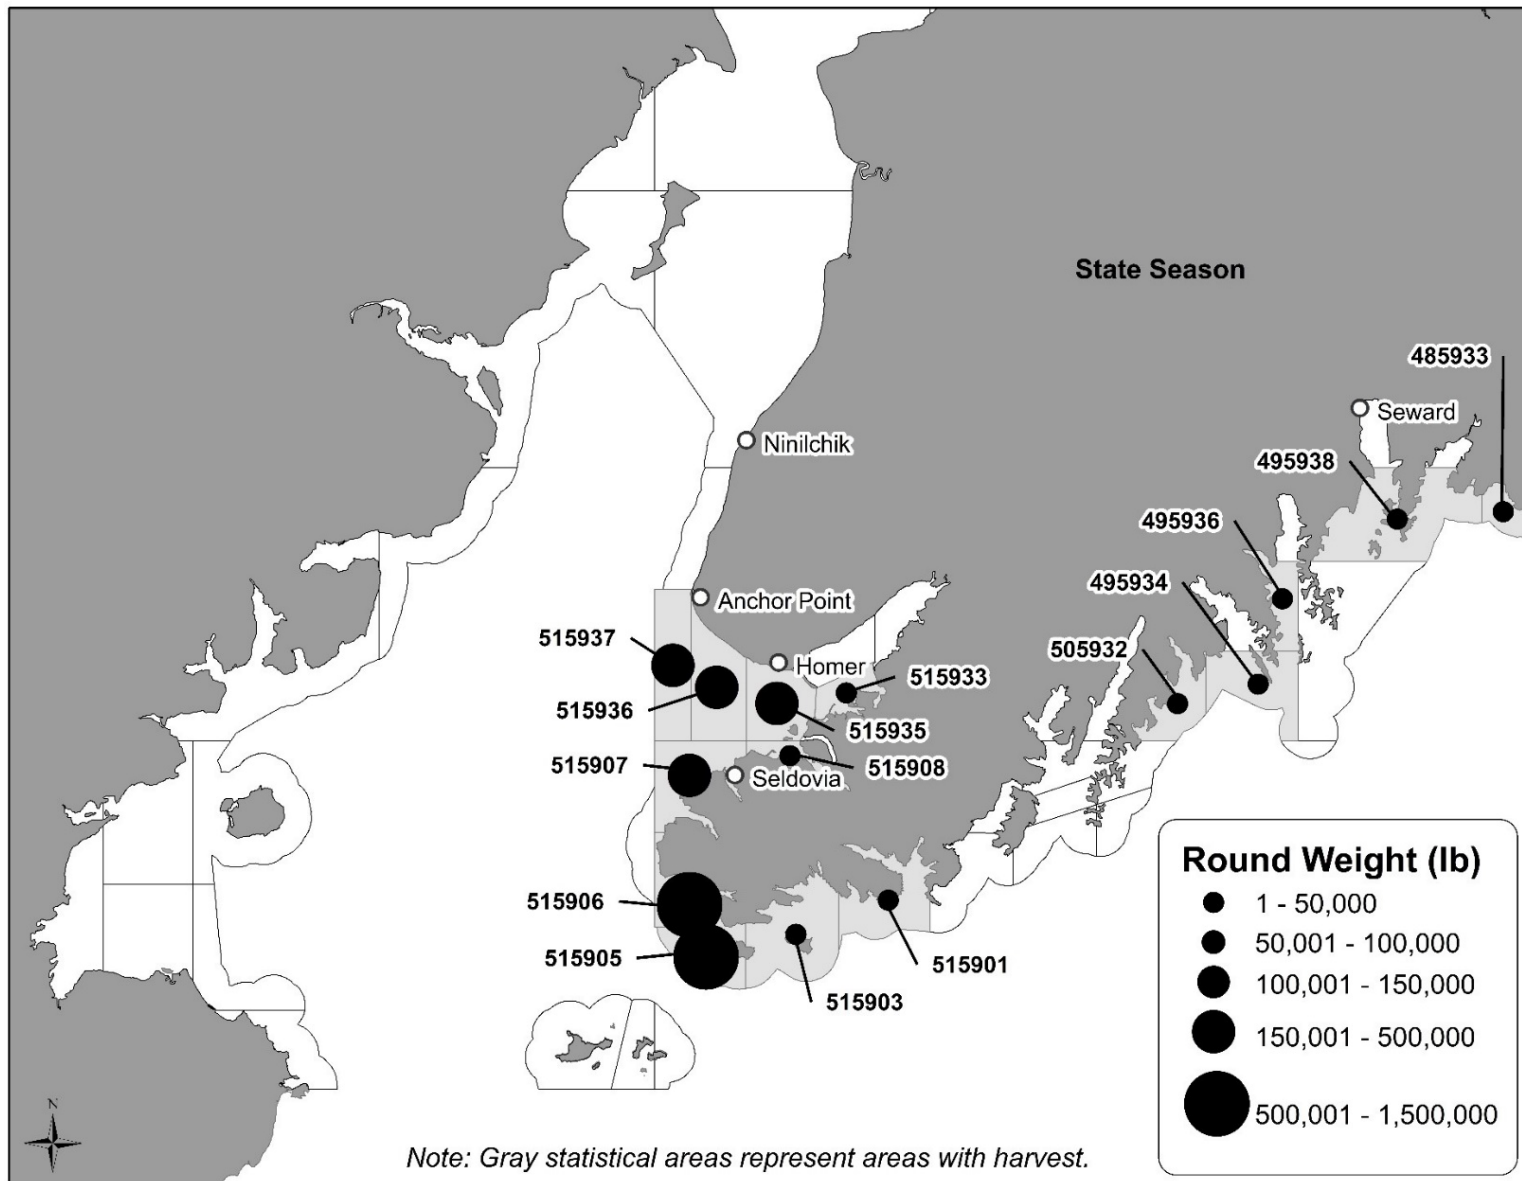 State Season
485933
Seward
Ninilchik
495938
495936
495934
Anchor Point
515937
505932
Homer
515933
515936
515935
515907
515908
Seldovia
515906
515905
515901
515903
Round Weight (lb)
1 - 50,000
50,001 - 100,000
100,001 - 150,000
150,001 - 500,000
500,001 - 1,500,000
N
Note: Gray statistical areas represent areas with harvest.